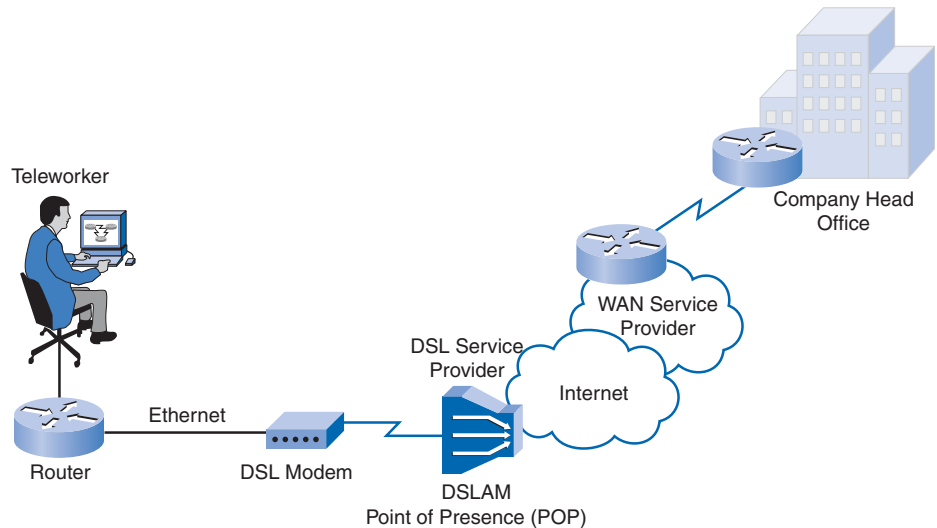 Teleworker
Company Head
Office
WAN Service
Provider
DSL Service
Provider
Internet
Ethernet
Router
DSL Modem
DSLAM
Point of Presence (POP)